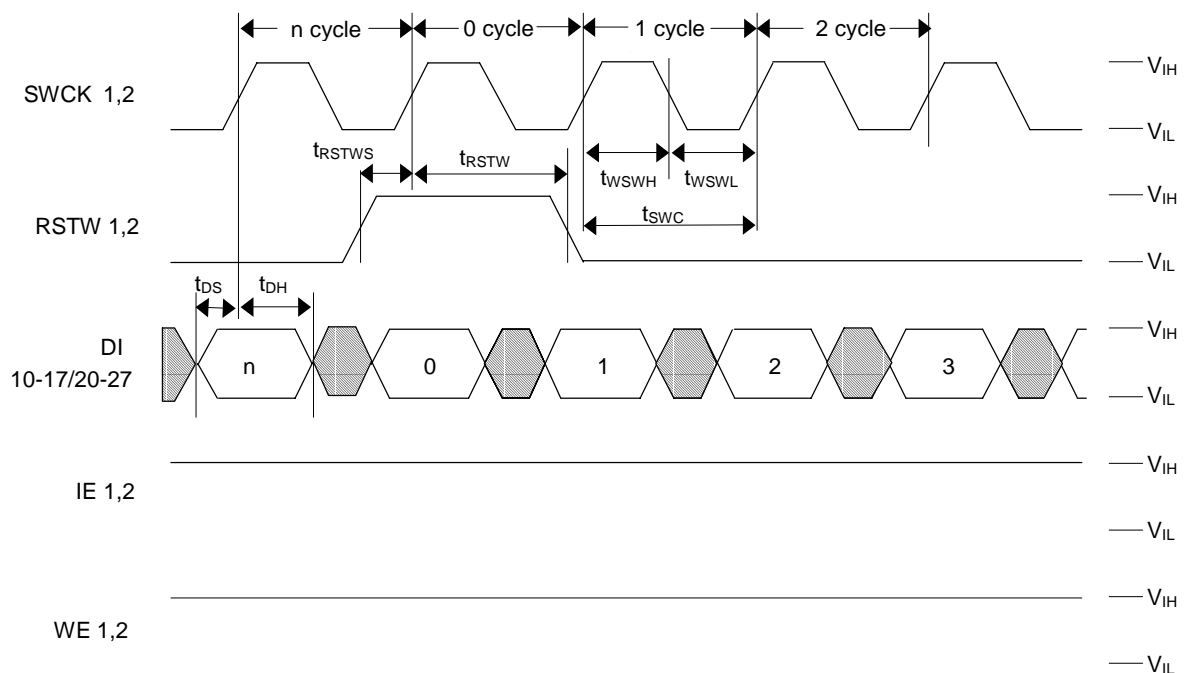 n cycle 0 cycle 1 cycle 2 cycle
SWCK 1,2
VIH
VIL
tRSTWS tRSTW tWSWH tWSWL
RSTW 1,2
tSWC
VIH
VIL
tDS tDH
DI
10-17/20-27
n 0 1 2 3
VIH
VIL
IE 1,2
VIH
VIL
WE 1,2
VIH
VIL